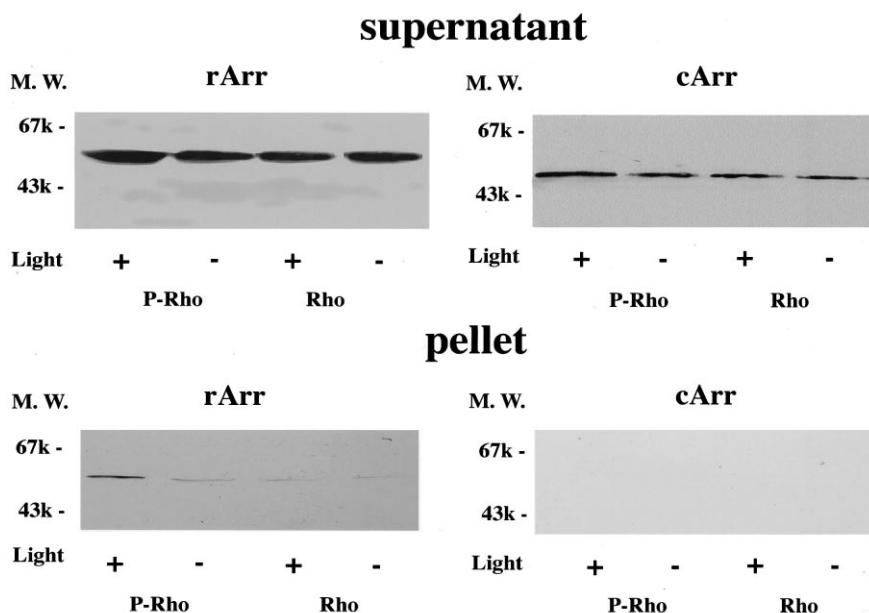 supernatant
M. W. rArr cArr
M. W.
67k - 67k -
43k - 43k -
Light + - + - Light + - + -
P-Rho Rho P-Rho Rho
pellet
M. W. rArr M. W. cArr
67k - 67k -
43k - 43k -
Light + - + - Light + - + -
P-Rho Rho P-Rho Rho